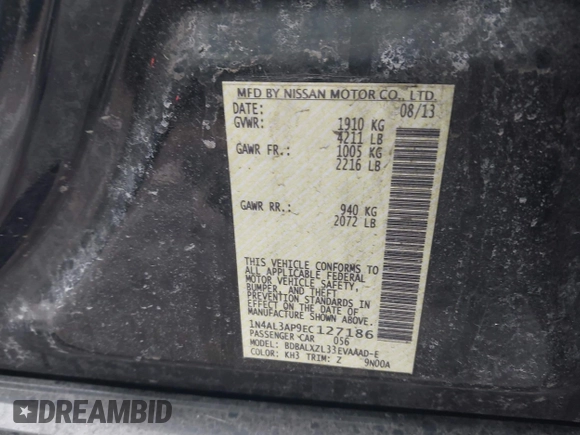 MFD BY NISSAN MOTOR CO., LTD.
DATE: 08/13
GVWR: 1910 KG
4211 LB
GAWR FR.: 1005 KG
2216 LB
GAWR RR.: 940 KG
2072 LB
THIS VEHICLE CONFORMS TO
ALL APPLICABLE FEDERAL
MOTOR VEHICLE SAFETY,
BUMPER, AND THEFT
PREVENTION STANDARDS
IN EFFECT ON THE DATE OF
MANUFACTURE SHOWN ABOVE.
1N4AL3AP9EC127186
PASSENGER CAR 056
MODEL: BDBALXZL33EVAAAD-E
COLOR: KH3 TRIM: Z 9N00A
DREAMBID